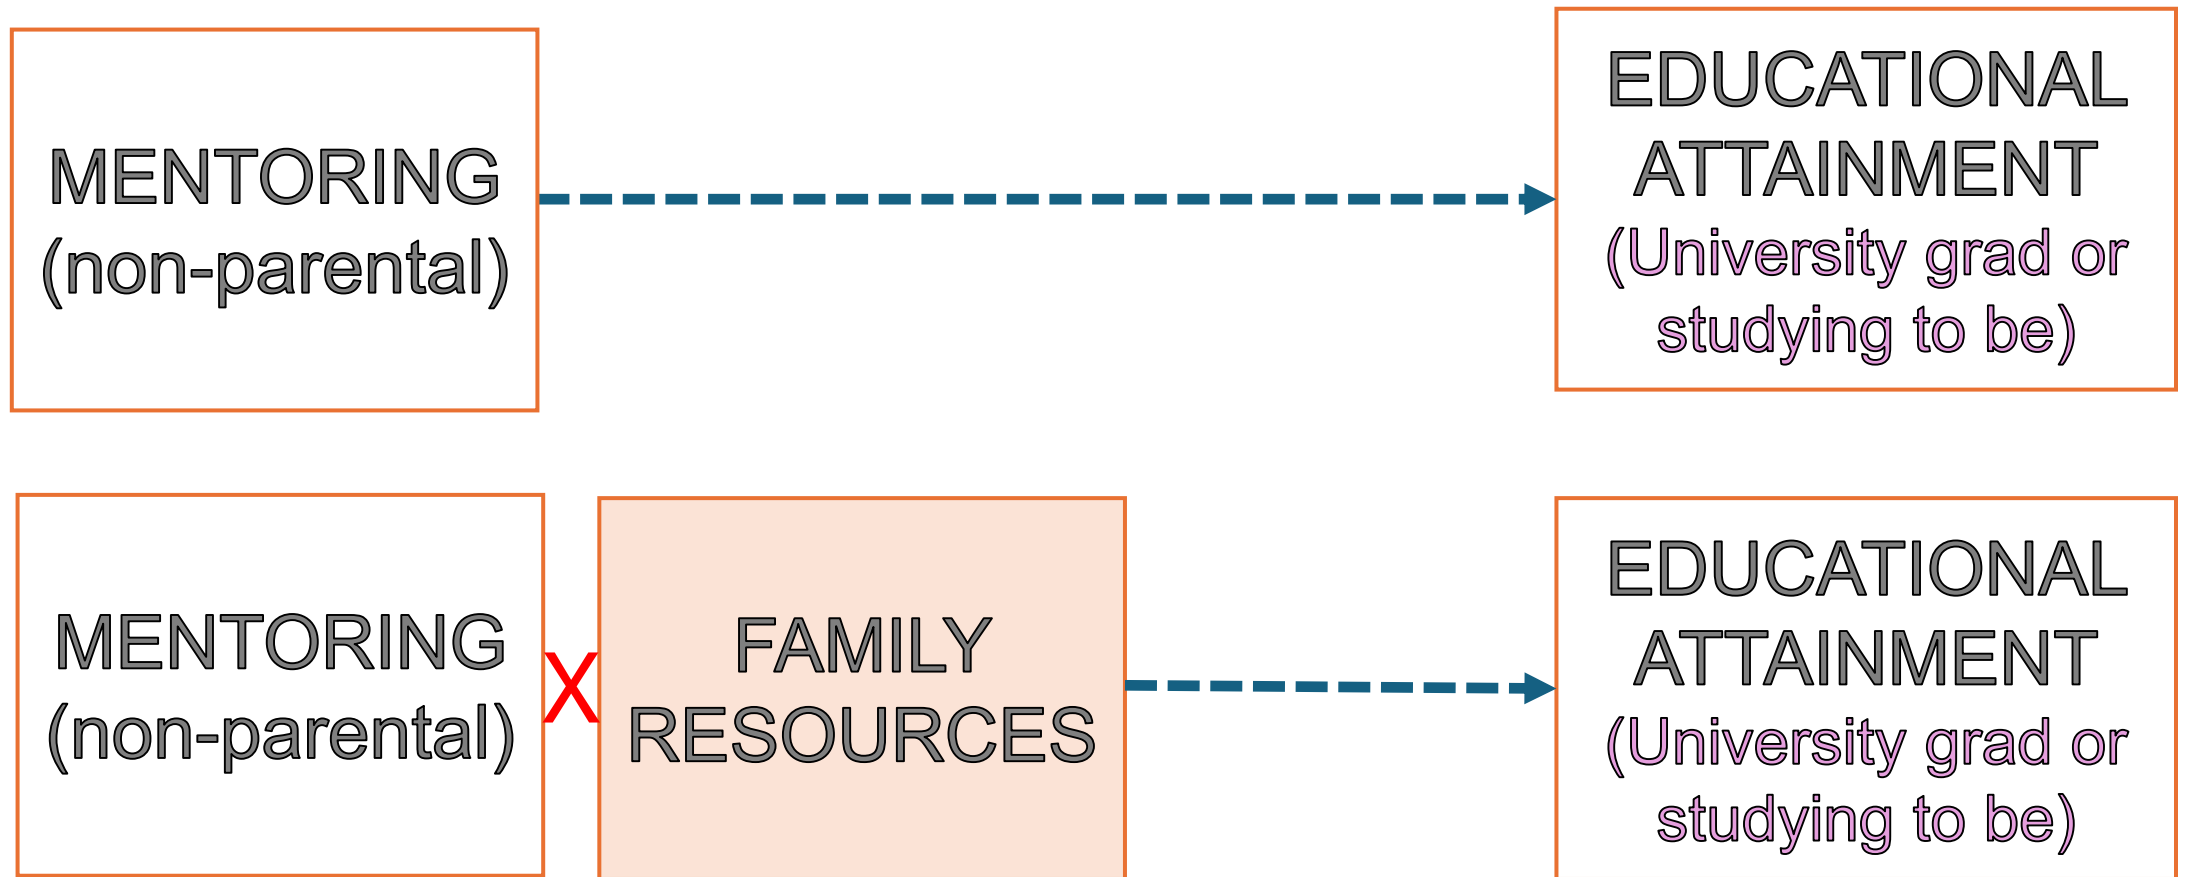 MENTORING
(non-parental)
EDUCATIONAL
ATTAINMENT
(University grad or
studying to be)
MENTORING
(non-parental)
X
FAMILY
RESOURCES
EDUCATIONAL
ATTAINMENT
(University grad or
studying to be)